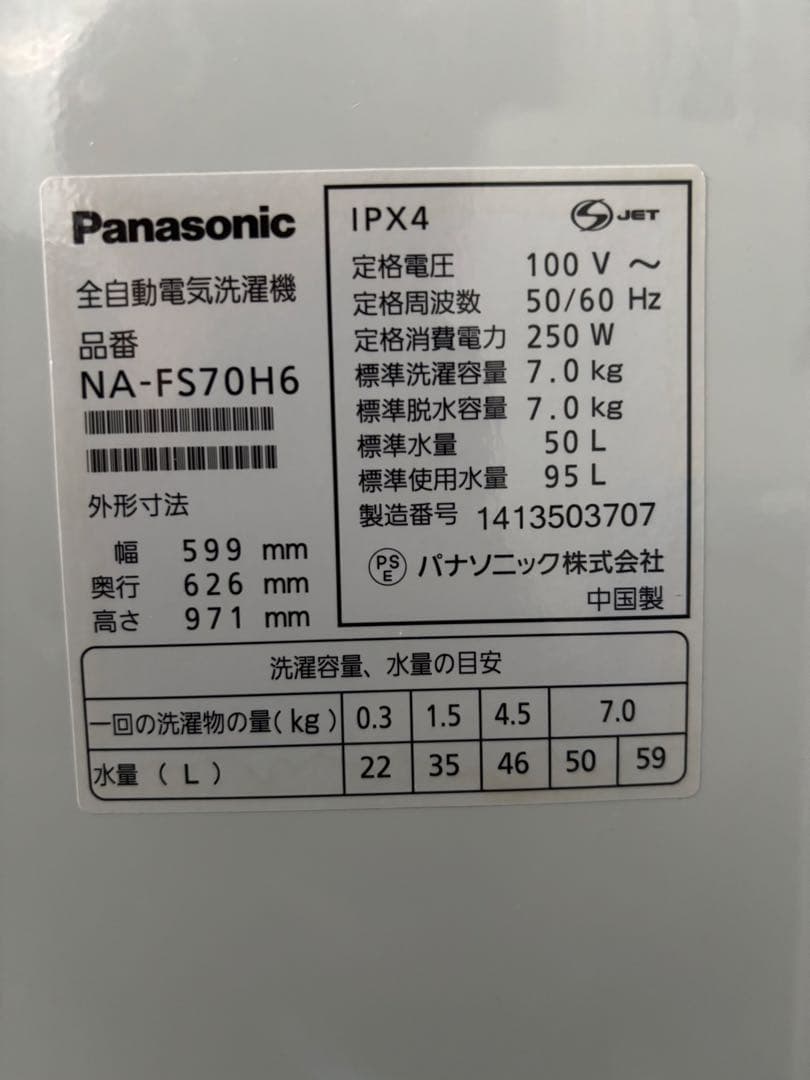 Panasonic
全自動電気洗濯機
品番
NA-FS70H6
外形寸法
幅 599 mm
奥行 626 mm
高さ 971 mm
IPX4
S JET
定格電圧 100 V ～
定格周波数 50/60 Hz
定格消費電力 250 W
標準洗濯容量 7.0 kg
標準脱水容量 7.0 kg
標準水量 50 L
標準使用水量 95 L
製造番号 1413503707
PSE パナソニック株式会社
中国製
洗濯容量、水量の目安
一回の洗濯物の量(kg) 0.3 1.5 4.5 7.0
水量 ( L ) 22 35 46 50 59